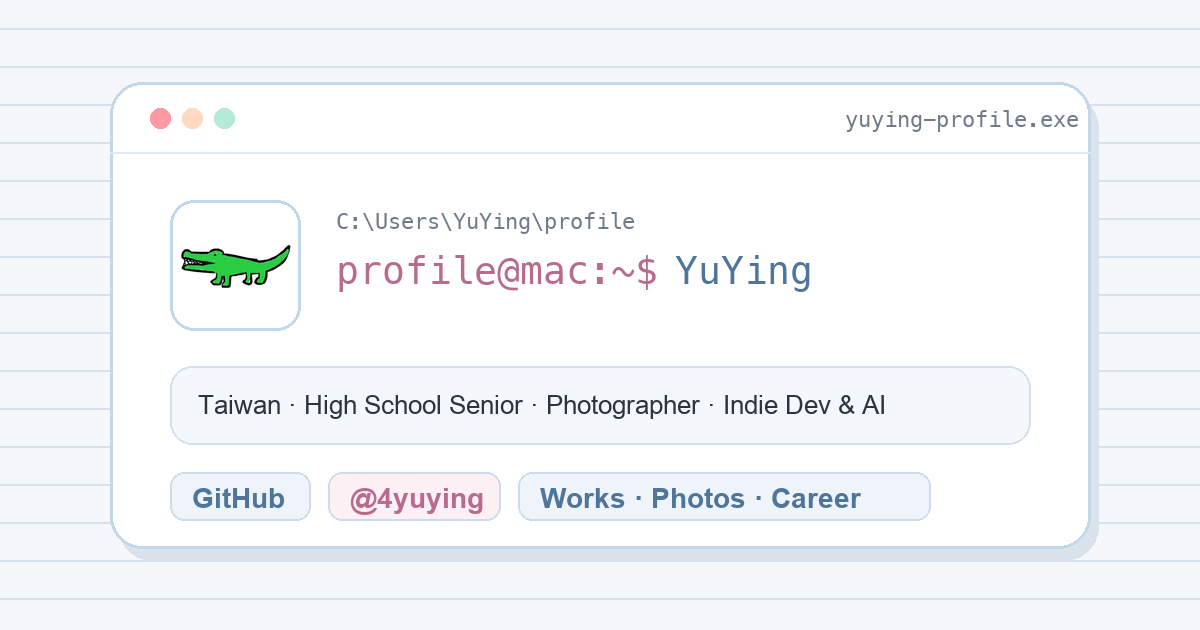 yuying-profile.exe
C:\Users\YuYing\profile
profile@mac:~$ YuYing
Taiwan · High School Senior · Photographer · Indie Dev & AI
GitHub
@4yuying
Works · Photos · Career